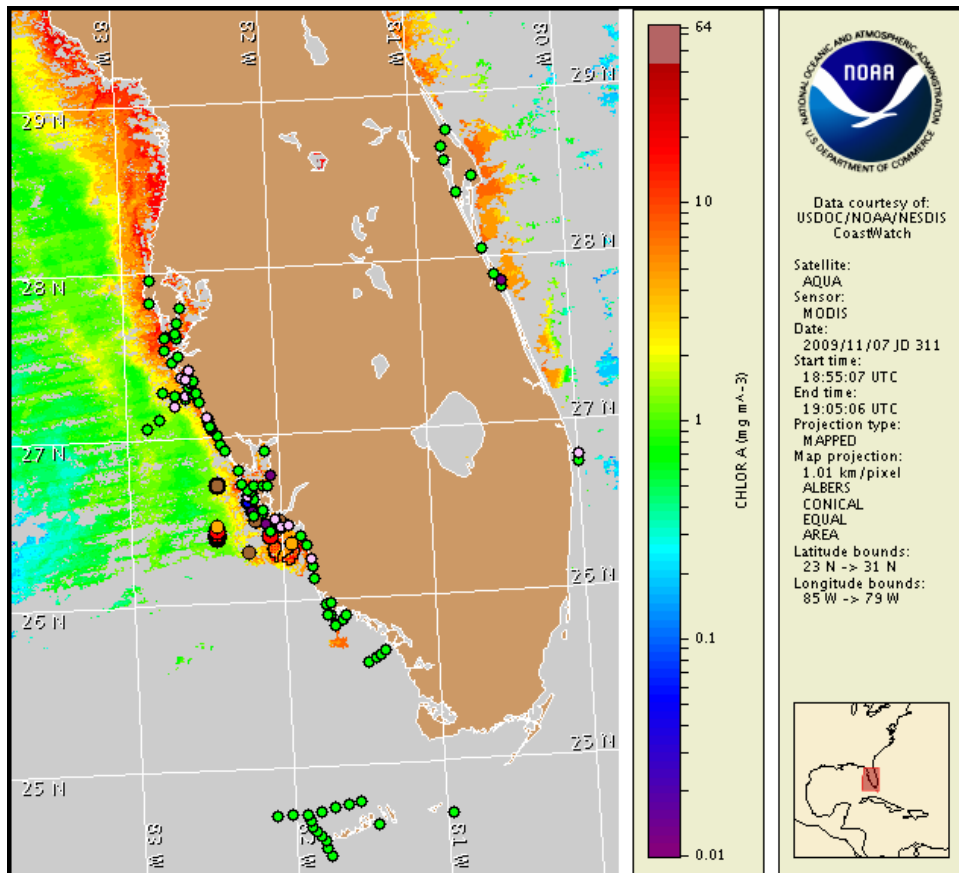 83 W
82 W
81 W
80 W
29 N
29 N
28 N
28 N
27 N
27 N
26 N
26 N
25 N
25 N
83 W
82 W
81 W
64
10
1
0.1
0.01
CHLOR A (mg m^-3)
NATIONAL OCEANIC AND ATMOSPHERIC ADMINISTRATION
NOAA
U.S. DEPARTMENT OF COMMERCE
Data courtesy of:
USDOC/NOAA/NESDIS
CoastWatch
Satellite:
AQUA
Sensor:
MODIS
Date:
2009/11/07 JD 311
Start time:
18:55:07 UTC
End time:
19:05:06 UTC
Projection type:
MAPPED
Map projection:
1.01 km/pixel
ALBERS
CONICAL
EQUAL
AREA
Latitude bounds:
23 N -> 31 N
Longitude bounds:
85 W -> 79 W